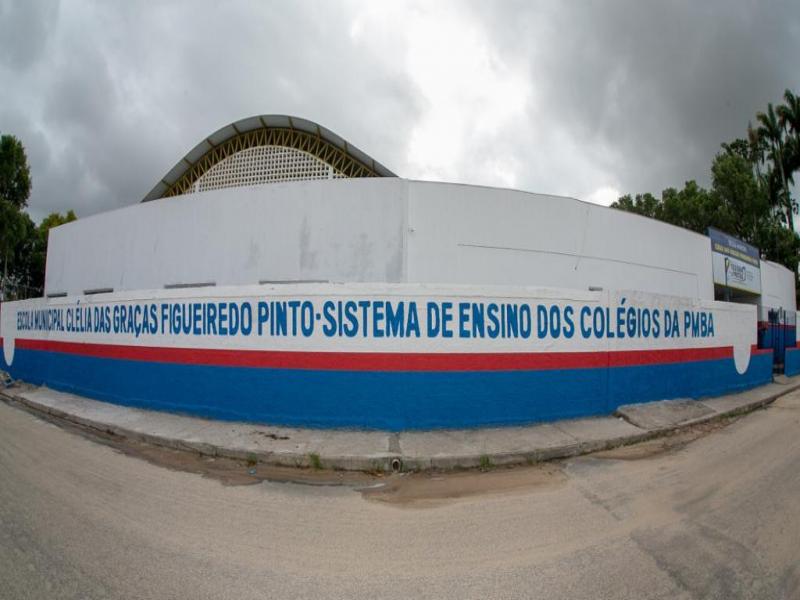 ESCOLA MUNICIPAL CLÉLIA DAS GRAÇAS FIGUEIREDO PINTO-SISTEMA DE ENSINO DOS COLÉGIOS DA PMBA